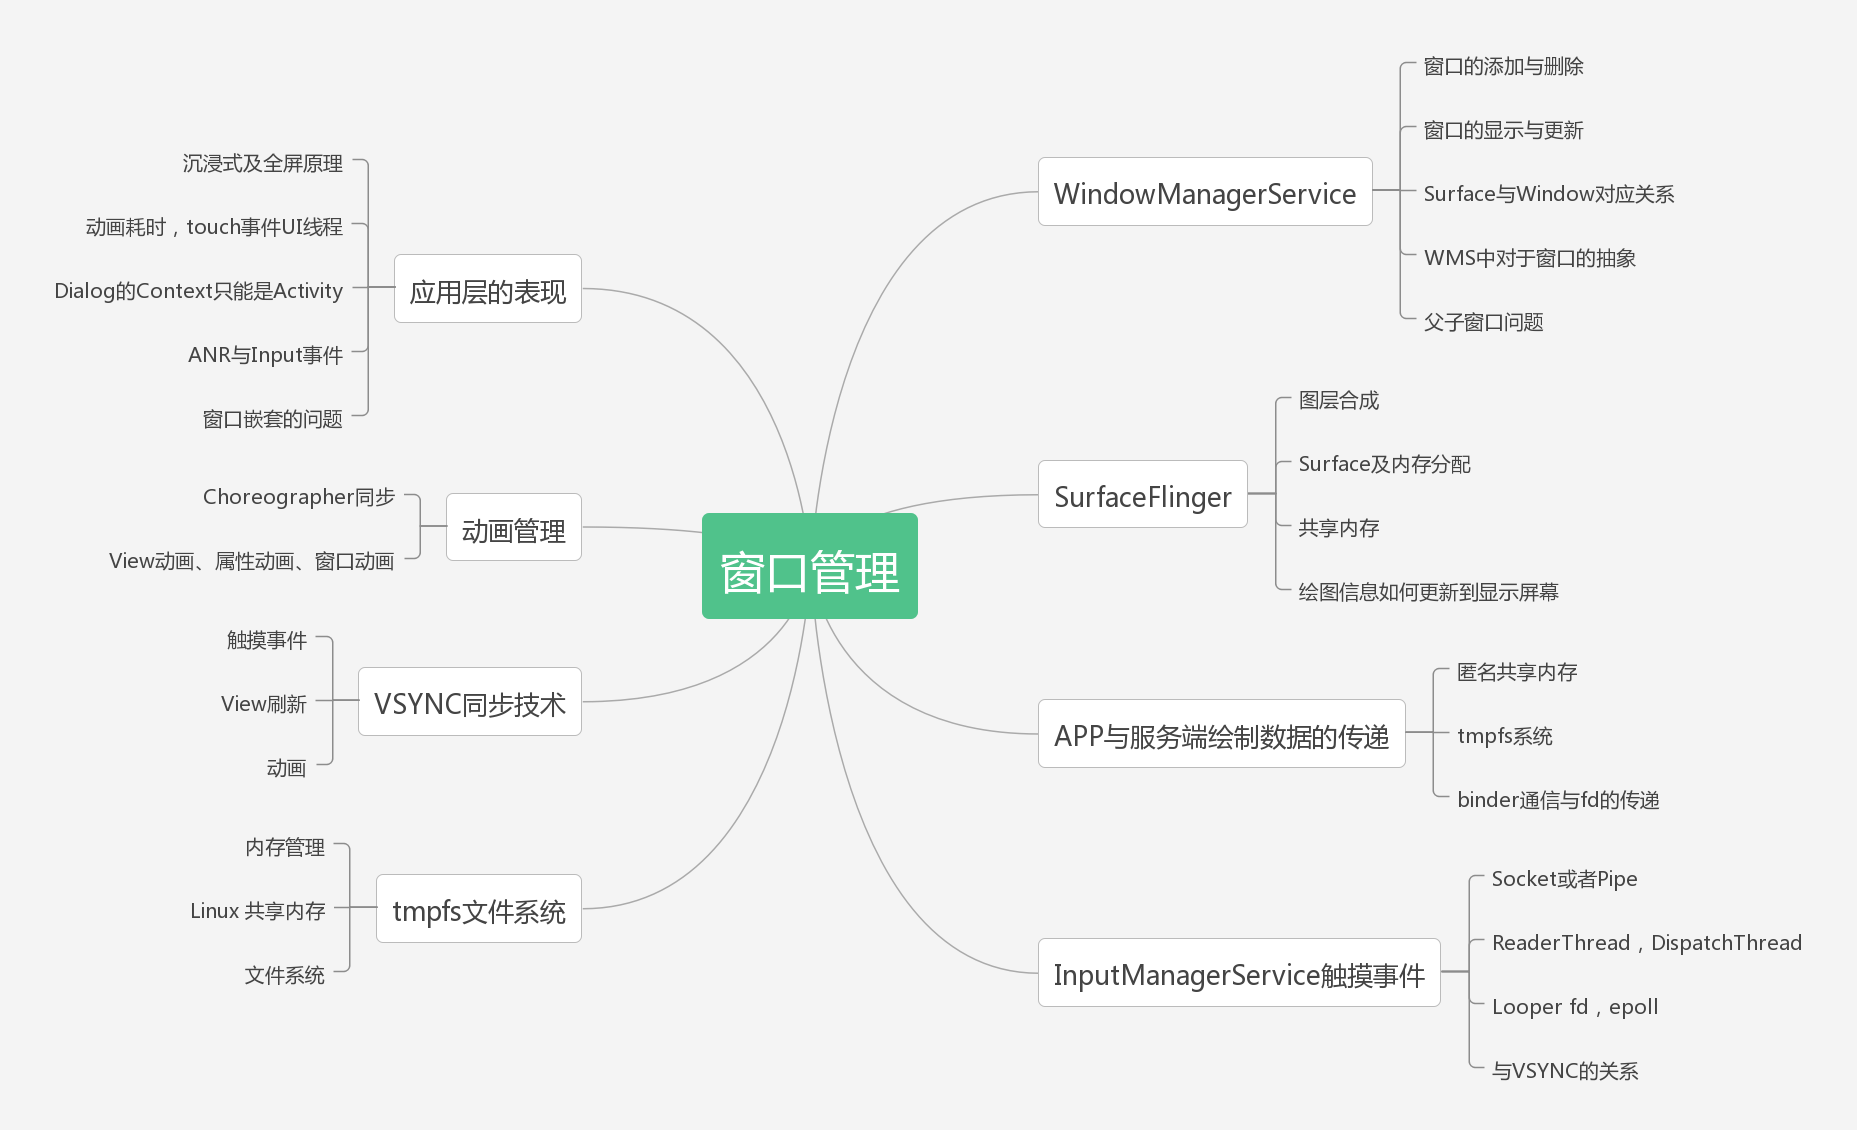 窗口管理
WindowManagerService
窗口的添加与删除
窗口的显示与更新
Surface与Window对应关系
WMS中对于窗口的抽象
父子窗口问题
SurfaceFlinger
图层合成
Surface及内存分配
共享内存
绘图信息如何更新到显示屏幕
APP与服务端绘制数据的传递
匿名共享内存
tmpfs系统
binder通信与fd的传递
InputManagerService触摸事件
Socket或者Pipe
ReaderThread，DispatchThread
Looper fd，epoll
与VSYNC的关系
应用层的表现
沉浸式及全屏原理
动画耗时，touch事件UI线程
Dialog的Context只能是Activity
ANR与Input事件
窗口嵌套的问题
动画管理
Choreographer同步
View动画、属性动画、窗口动画
VSYNC同步技术
触摸事件
View刷新
动画
tmpfs文件系统
内存管理
Linux 共享内存
文件系统